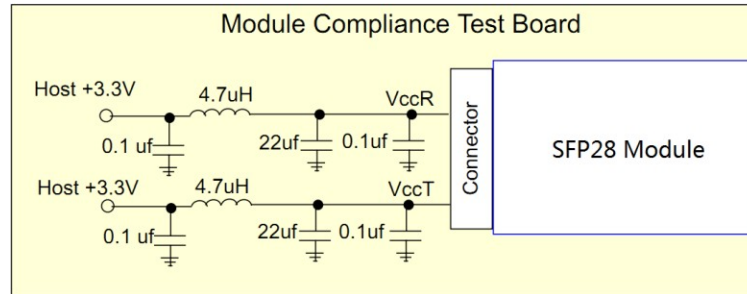 Module Compliance Test Board
Host +3.3V
4.7uH
VccR
0.1 uf
22uf
0.1uf
Connector
SFP28 Module
Host +3.3V
4.7uH
VccT
0.1 uf
22uf
0.1uf